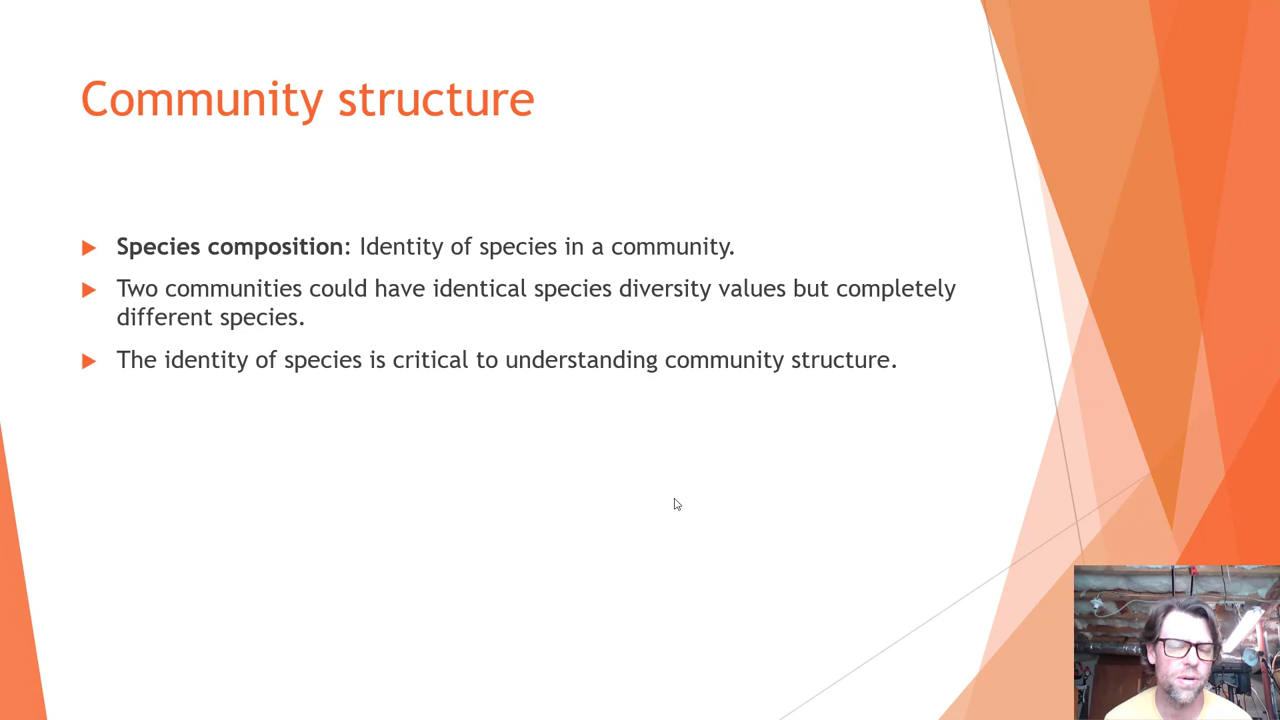 Community structure
Species composition: Identity of species in a community.
Two communities could have identical species diversity values but completely
different species.
The identity of species is critical to understanding community structure.